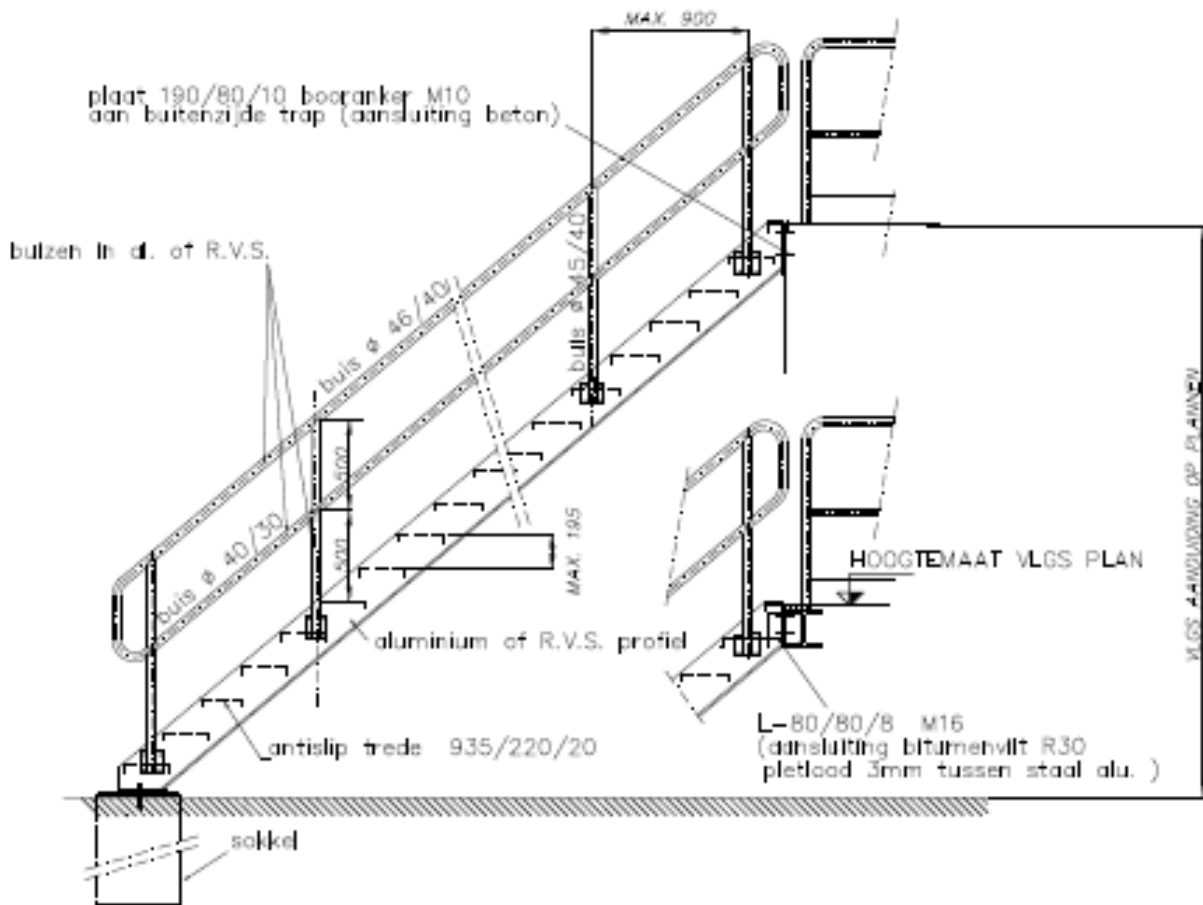 MAX. 900
plaat 190/80/10 booranker M10
aan buitenzijde trap (aansluiting beton)
buizen in al. of R.V.S.
buis ø 46/40
buis ø 45/40
buis ø 40/30
500
500
MAX. 195
HOOGTEMAAT VLGS PLAN
aluminium of R.V.S. profiel
antislip trede 935/220/20
L-80/80/8 M16
(aansluiting bitumenvilt R30
pletlood 3mm tussen staal alu. )
sokkel
VLGS AANDUIDING OP PLANNEN